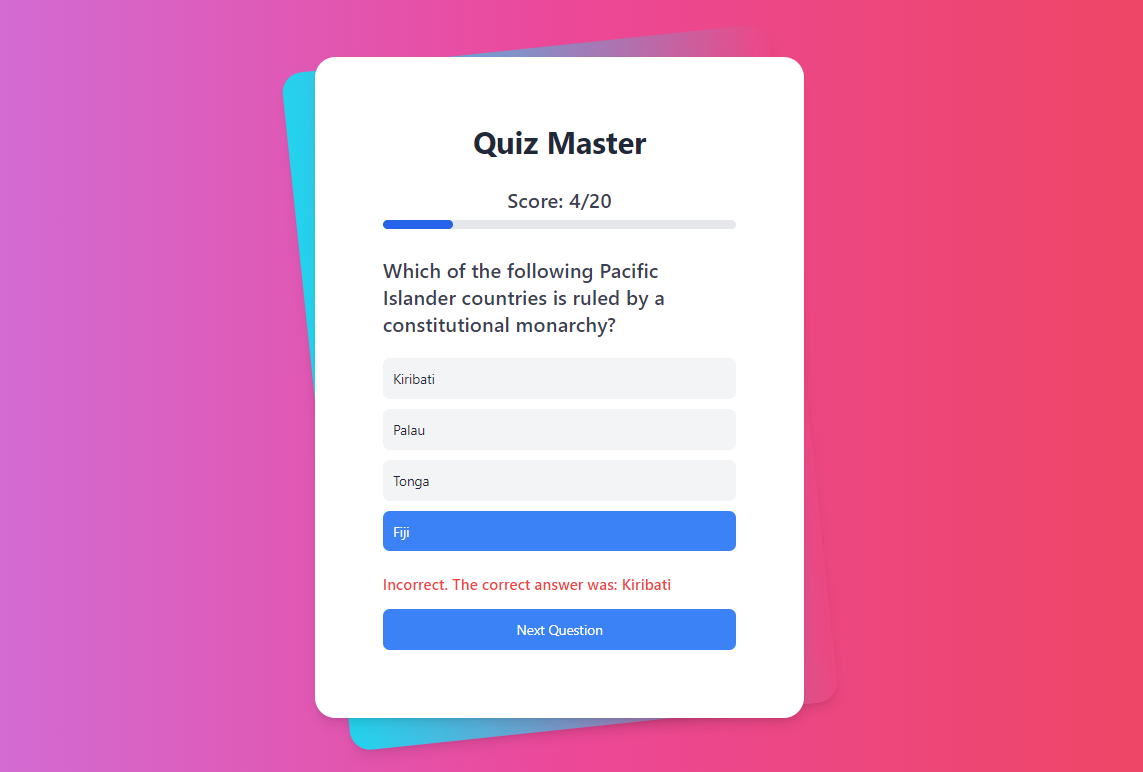 Quiz Master
Score: 4/20
Which of the following Pacific
Islander countries is ruled by a
constitutional monarchy?
Kiribati
Palau
Tonga
Fiji
Incorrect. The correct answer was: Kiribati
Next Question